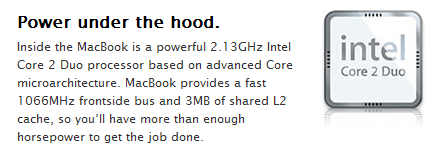 Power under the hood.
Inside the MacBook is a powerful 2.13GHz Intel
Core 2 Duo processor based on advanced Core
microarchitecture. MacBook provides a fast
1066MHz frontside bus and 3MB of shared L2
cache, so you’ll have more than enough
horsepower to get the job done.
intel
Core 2 Duo